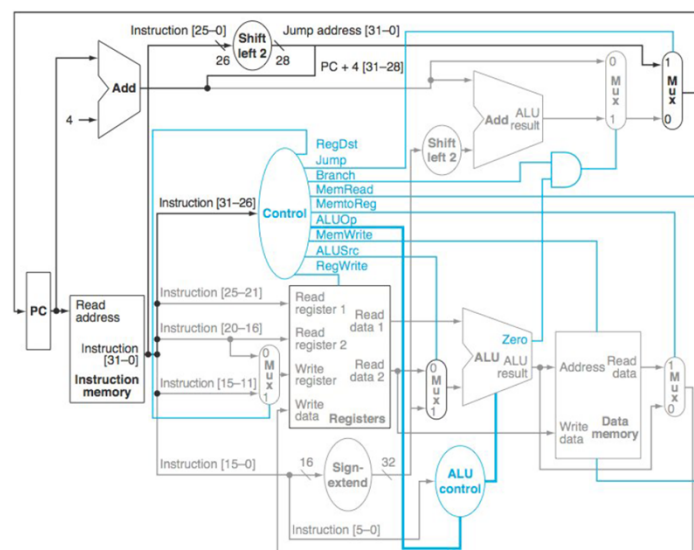 Instruction [25–0]
Shift
left 2
Jump address [31–0]
26
28
PC + 4 [31–28]
Add
4
0
Mux
1
1
Mux
0
Add
ALU
result
Shift
left 2
RegDst
Jump
Branch
MemRead
MemtoReg
ALUOp
MemWrite
ALUSrc
RegWrite
Instruction [31–26]
Control
PC
Read
address
Instruction
[31–0]
Instruction
memory
Instruction [25–21]
Instruction [20–16]
Instruction [15–11]
0
Mux
1
Read
register 1
Read
register 2
Write
register
Write
data
Read
data 1
Read
data 2
Registers
0
Mux
1
Zero
ALU
ALU
result
Address
Read
data
Write
data
Data
memory
1
Mux
0
Instruction [15–0]
16
Sign-
extend
32
ALU
control
Instruction [5–0]